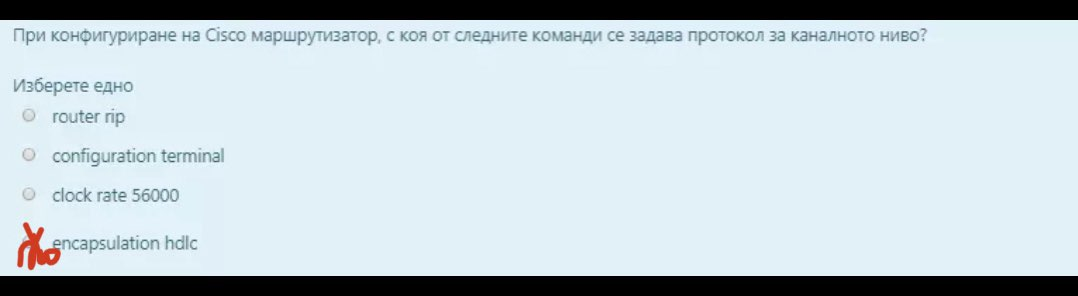 При конфигуриране на Cisco маршрутизатор, с коя от следните команди се задава протокол за каналното ниво?
Изберете едно
router rip
configuration terminal
clock rate 56000
encapsulation hdlc